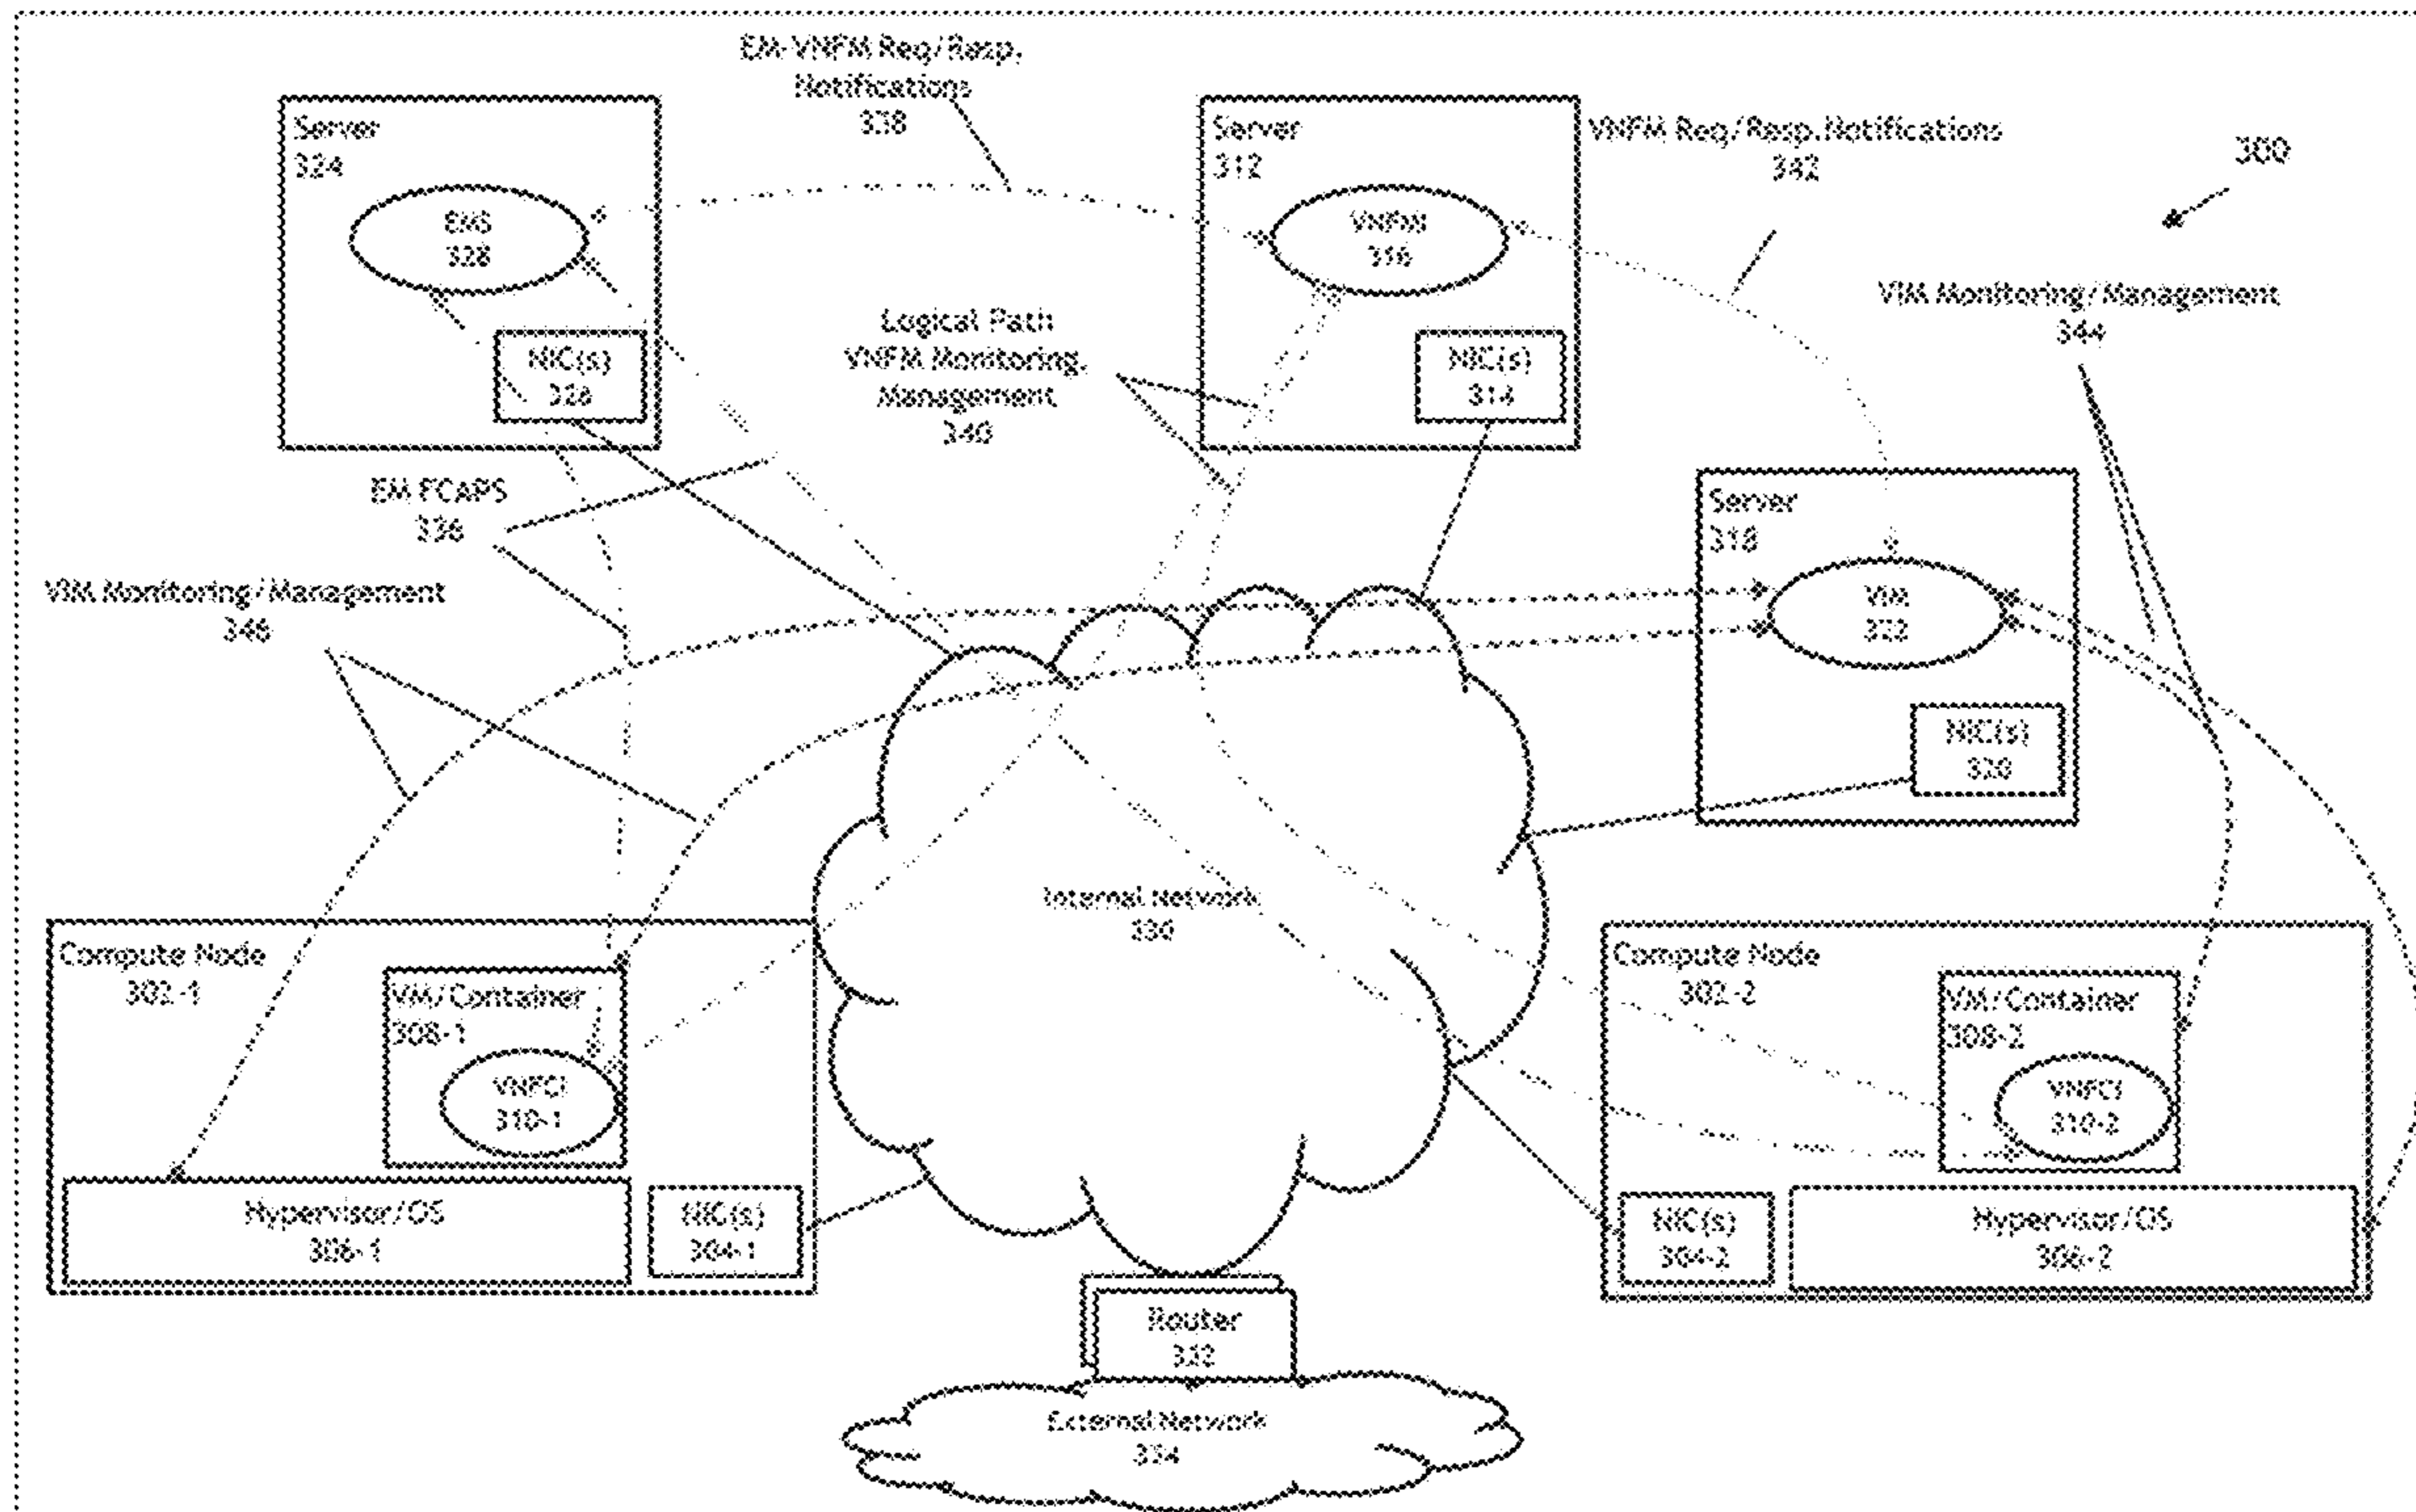 EM-VNFM Req/Resp,
Notifications
338
Server
324
EMS
328
NIC(s)
326
Server
312
VNFM
316
NIC(s)
314
VNFM Req/Resp.Notifications
342
300
VIM Monitoring/Management
344
Logical Path
VNFM Monitoring,
Management
340
EM FCAPS
336
VIM Monitoring/Management
346
Server
318
VIM
322
NIC(s)
320
Internal Network
330
Compute Node
302-1
VM/Container
308-1
VNFCI
310-1
Hypervisor/OS
306-1
NIC(s)
304-1
Compute Node
302-2
VM/Container
308-2
VNFCI
310-2
NIC(s)
304-2
Hypervisor/OS
306-2
Router
332
External Network
334